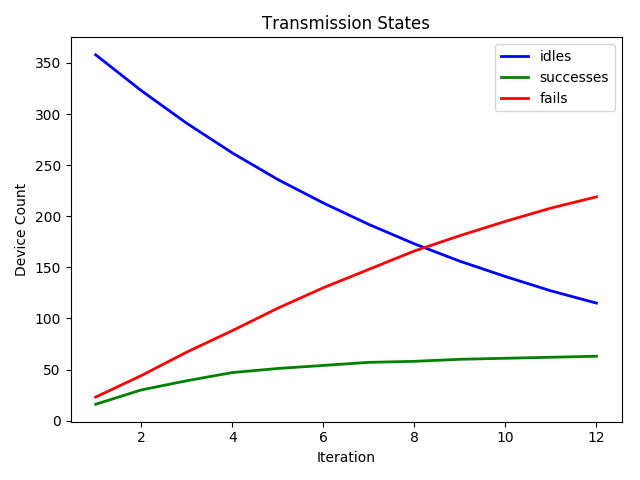 Transmission States
idles
successes
fails
Device Count
350
300
250
200
150
100
50
0
2 4 6 8 10 12
Iteration